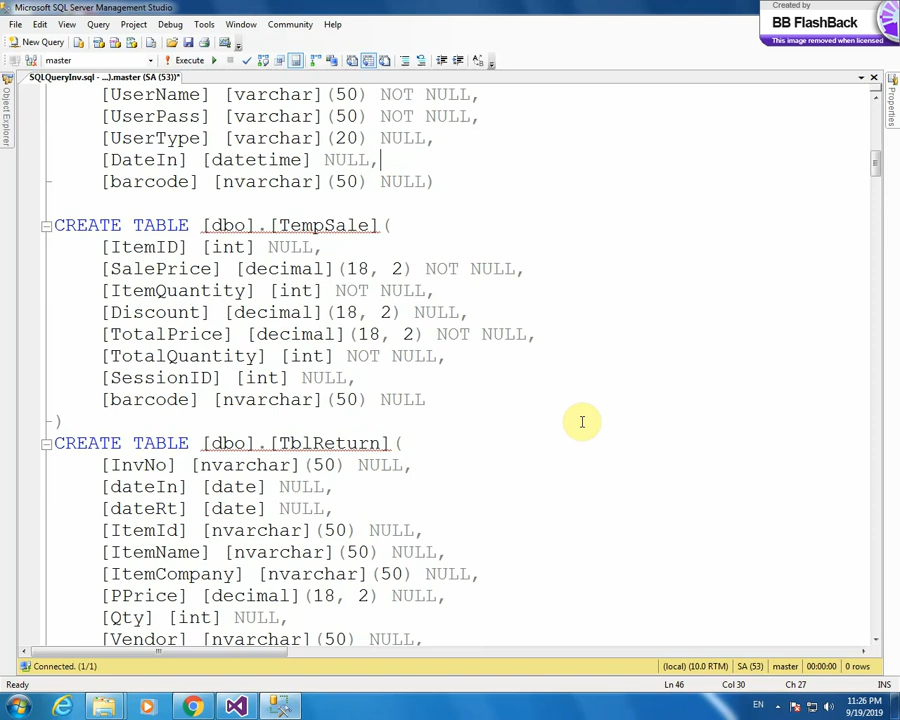 Microsoft SQL Server Management Studio
Created by
BB FlashBack
This image removed when licensed
File Edit View Query Project Debug Tools Window Community Help
New Query
master Execute
SQLQueryInv.sql - ...).master (SA (53))*
Object Explorer
Properties
[UserName] [varchar](50) NOT NULL,
[UserPass] [varchar](50) NOT NULL,
[UserType] [varchar](20) NULL,
[DateIn] [datetime] NULL,
[barcode] [nvarchar](50) NULL)
CREATE TABLE [dbo].[TempSale](
[ItemID] [int] NULL,
[SalePrice] [decimal](18, 2) NOT NULL,
[ItemQuantity] [int] NOT NULL,
[Discount] [decimal](18, 2) NULL,
[TotalPrice] [decimal](18, 2) NOT NULL,
[TotalQuantity] [int] NOT NULL,
[SessionID] [int] NULL,
[barcode] [nvarchar](50) NULL
)
CREATE TABLE [dbo].[TblReturn](
[InvNo] [nvarchar](50) NULL,
[dateIn] [date] NULL,
[dateRt] [date] NULL,
[ItemId] [nvarchar](50) NULL,
[ItemName] [nvarchar](50) NULL,
[ItemCompany] [nvarchar](50) NULL,
[PPrice] [decimal](18, 2) NULL,
[Qty] [int] NULL,
[Vendor] [nvarchar](50) NULL,
Connected. (1/1) (local) (10.0 RTM) SA (53) master 00:00:00 0 rows
Ready Ln 46 Col 30 Ch 27 INS
EN 11:26 PM
9/19/2019